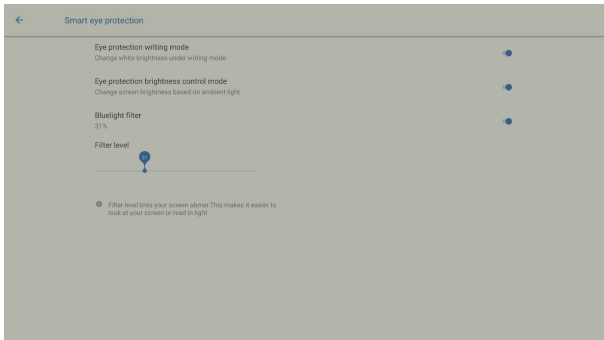 Smart eye protection
Eye protection writing mode
Change white brightness under writing mode
Eye protection brightness control mode
Change screen brightness based on ambient light
Bluelight filter
31%
Filter level
Filter level tints your screen abmer.This makes it easier to
look at your screen or read in light